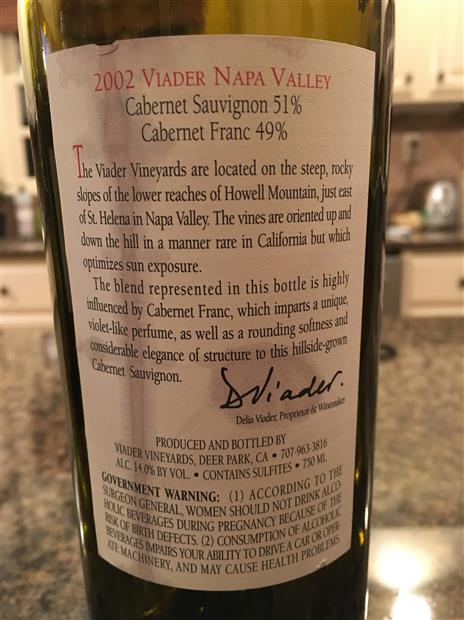 2002 VIADER NAPA VALLEY
Cabernet Sauvignon 51%
Cabernet Franc 49%
The Viader Vineyards are located on the steep, rocky
slopes of the lower reaches of Howell Mountain, just east
of St. Helena in Napa Valley. The vines are oriented up and
down the hill in a manner rare in California but which
optimizes sun exposure.
The blend represented in this bottle is highly
influenced by Cabernet Franc, which imparts a unique,
violet-like perfume, as well as a rounding softness and
considerable elegance of structure to this hillside-grown
Cabernet Sauvignon.
DViader.
Delia Viader, Proprietor & Winemaker
PRODUCED AND BOTTLED BY
VIADER VINEYARDS, DEER PARK, CA • 707-963-3816
ALC. 14.0% BY VOL. • CONTAINS SULFITES • 750 ML
GOVERNMENT WARNING: (1) ACCORDING TO THE
SURGEON GENERAL, WOMEN SHOULD NOT DRINK ALCO-
HOLIC BEVERAGES DURING PREGNANCY BECAUSE OF THE
RISK OF BIRTH DEFECTS. (2) CONSUMPTION OF ALCOHOLIC
BEVERAGES IMPAIRS YOUR ABILITY TO DRIVE A CAR OR OPER-
ATE MACHINERY, AND MAY CAUSE HEALTH PROBLEMS.